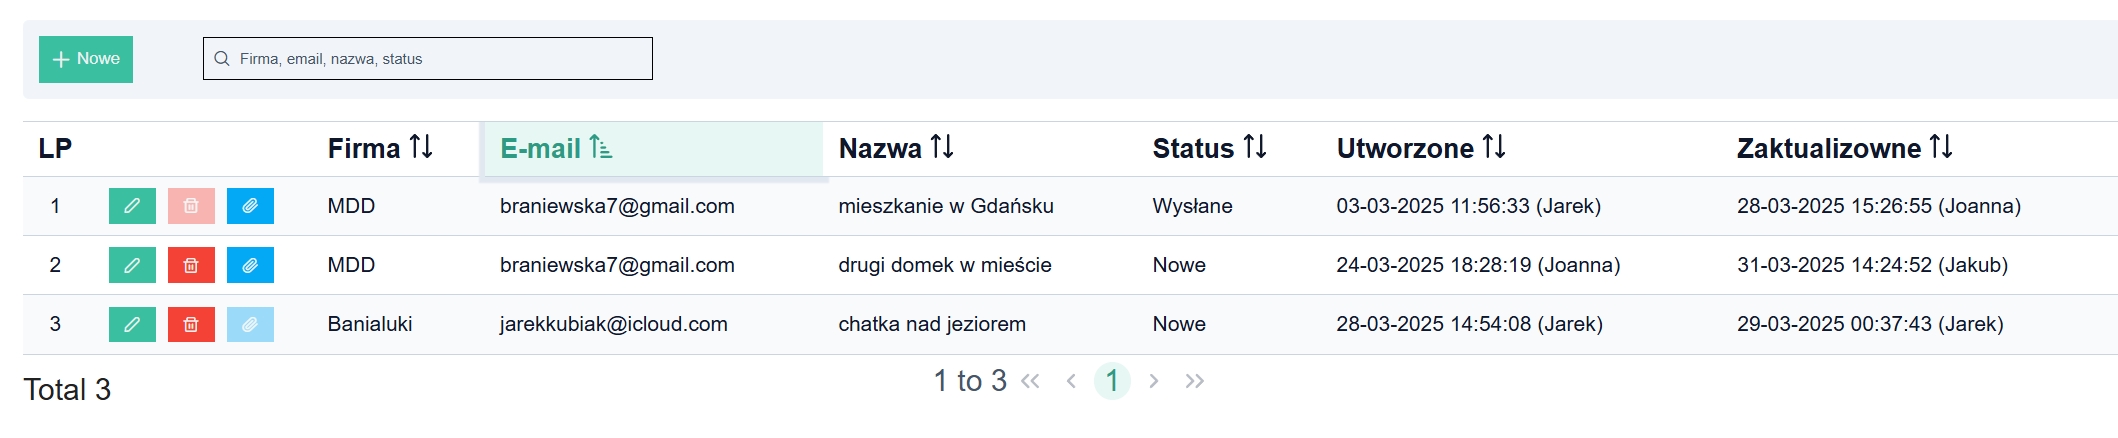 Nowe Firma, email, nazwa, status
LP Firma E-mail Nazwa Status Utworzone Zaktualizowne
1 MDD braniewska7@gmail.com mieszkanie w Gdańsku Wysłane 03-03-2025 11:56:33 (Jarek) 28-03-2025 15:26:55 (Joanna)
2 MDD braniewska7@gmail.com drugi domek w mieście Nowe 24-03-2025 18:28:19 (Joanna) 31-03-2025 14:24:52 (Jakub)
3 Banialuki jarekkubiak@icloud.com chatka nad jeziorem Nowe 28-03-2025 14:54:08 (Jarek) 29-03-2025 00:37:43 (Jarek)
Total 3 1 to 3 << < 1 > >>